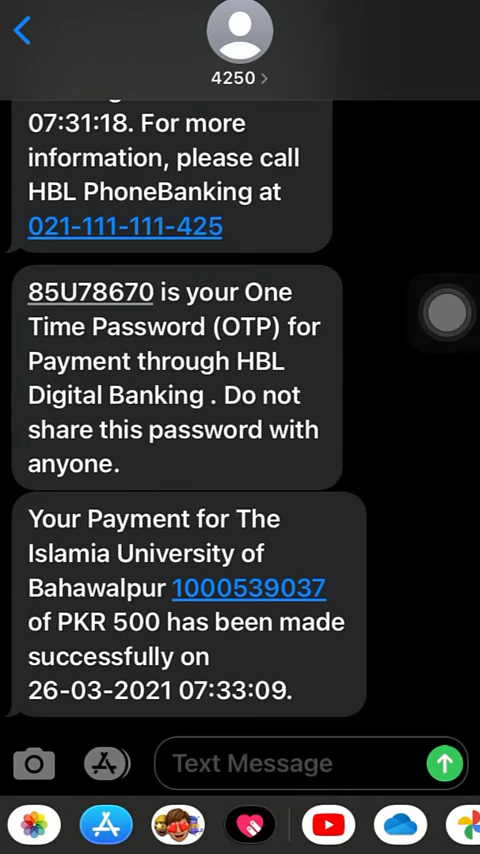 4250
07:31:18. For more
information, please call
HBL PhoneBanking at
021-111-111-425
85U78670 is your One
Time Password (OTP) for
Payment through HBL
Digital Banking . Do not
share this password with
anyone.
Your Payment for The
Islamia University of
Bahawalpur 1000539037
of PKR 500 has been made
successfully on
26-03-2021 07:33:09.
Text Message